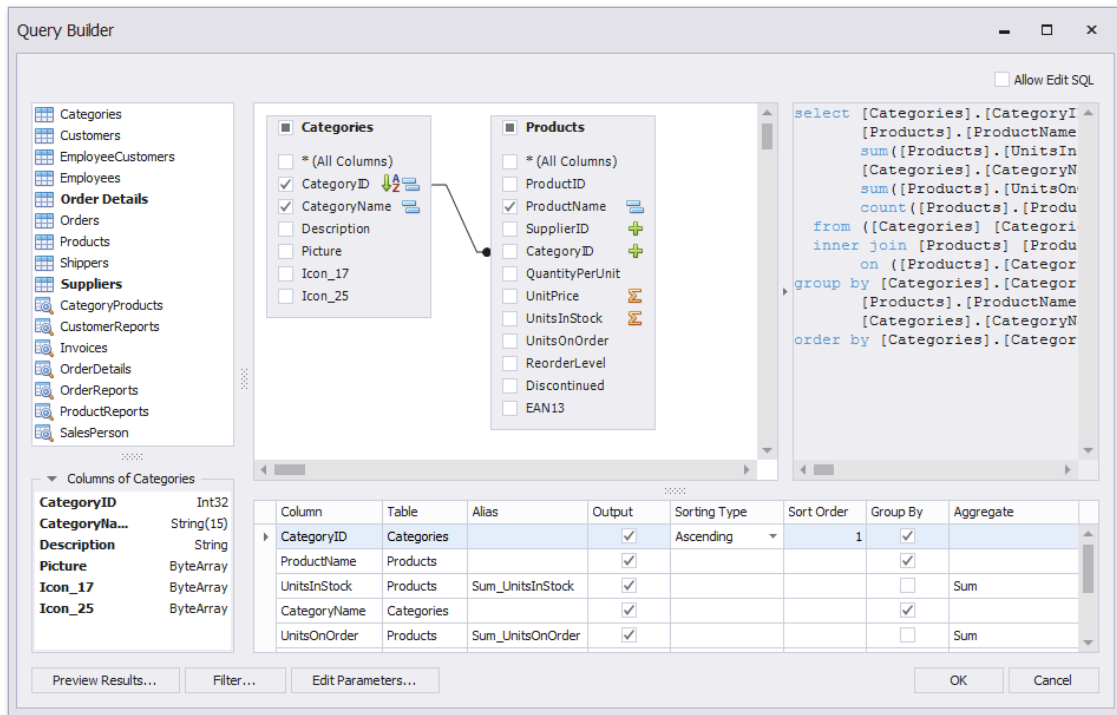 Query Builder
Allow Edit SQL
Categories
Customers
EmployeeCustomers
Employees
Order Details
Orders
Products
Shippers
Suppliers
CategoryProducts
CustomerReports
Invoices
OrderDetails
OrderReports
ProductReports
SalesPerson
Columns of Categories
CategoryID Int32
CategoryNa... String(15)
Description String
Picture ByteArray
Icon_17 ByteArray
Icon_25 ByteArray
Categories
* (All Columns)
CategoryID
CategoryName
Description
Picture
Icon_17
Icon_25
Products
* (All Columns)
ProductID
ProductName
SupplierID
CategoryID
QuantityPerUnit
UnitPrice
UnitsInStock
UnitsOnOrder
ReorderLevel
Discontinued
EAN13
select [Categories].[CategoryI
[Products].[ProductName
sum([Products].[UnitsIn
[Categories].[CategoryN
sum([Products].[UnitsOn
count([Products].[Produ
from ([Categories] [Categori
inner join [Products] [Produ
on ([Products].[Categor
group by [Categories].[Categor
[Products].[ProductName
[Categories].[CategoryN
order by [Categories].[Categor
Column Table Alias Output Sorting Type Sort Order Group By Aggregate
CategoryID Categories Ascending 1
ProductName Products
UnitsInStock Products Sum_UnitsInStock Sum
CategoryName Categories
UnitsOnOrder Products Sum_UnitsOnOrder Sum
Preview Results... Filter... Edit Parameters... OK Cancel